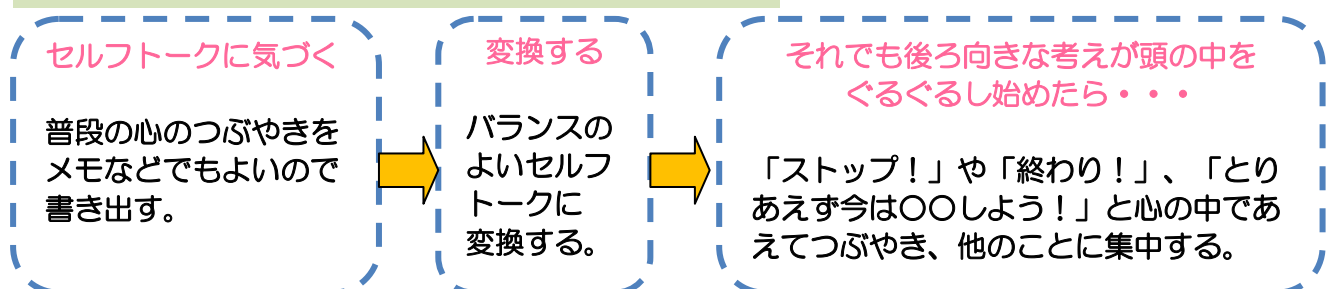 セルフトークに気づく
普段の心のつぶやきを
メモなどでもよいので
書き出す。
変換する
バランスの
よいセルフ
トークに
変換する。
それでも後ろ向きな考えが頭の中を
ぐるぐるし始めたら・・・
「ストップ！」や「終わり！」、「とり
あえず今は〇〇しよう！」と心の中であ
えてつぶやき、他のことに集中する。